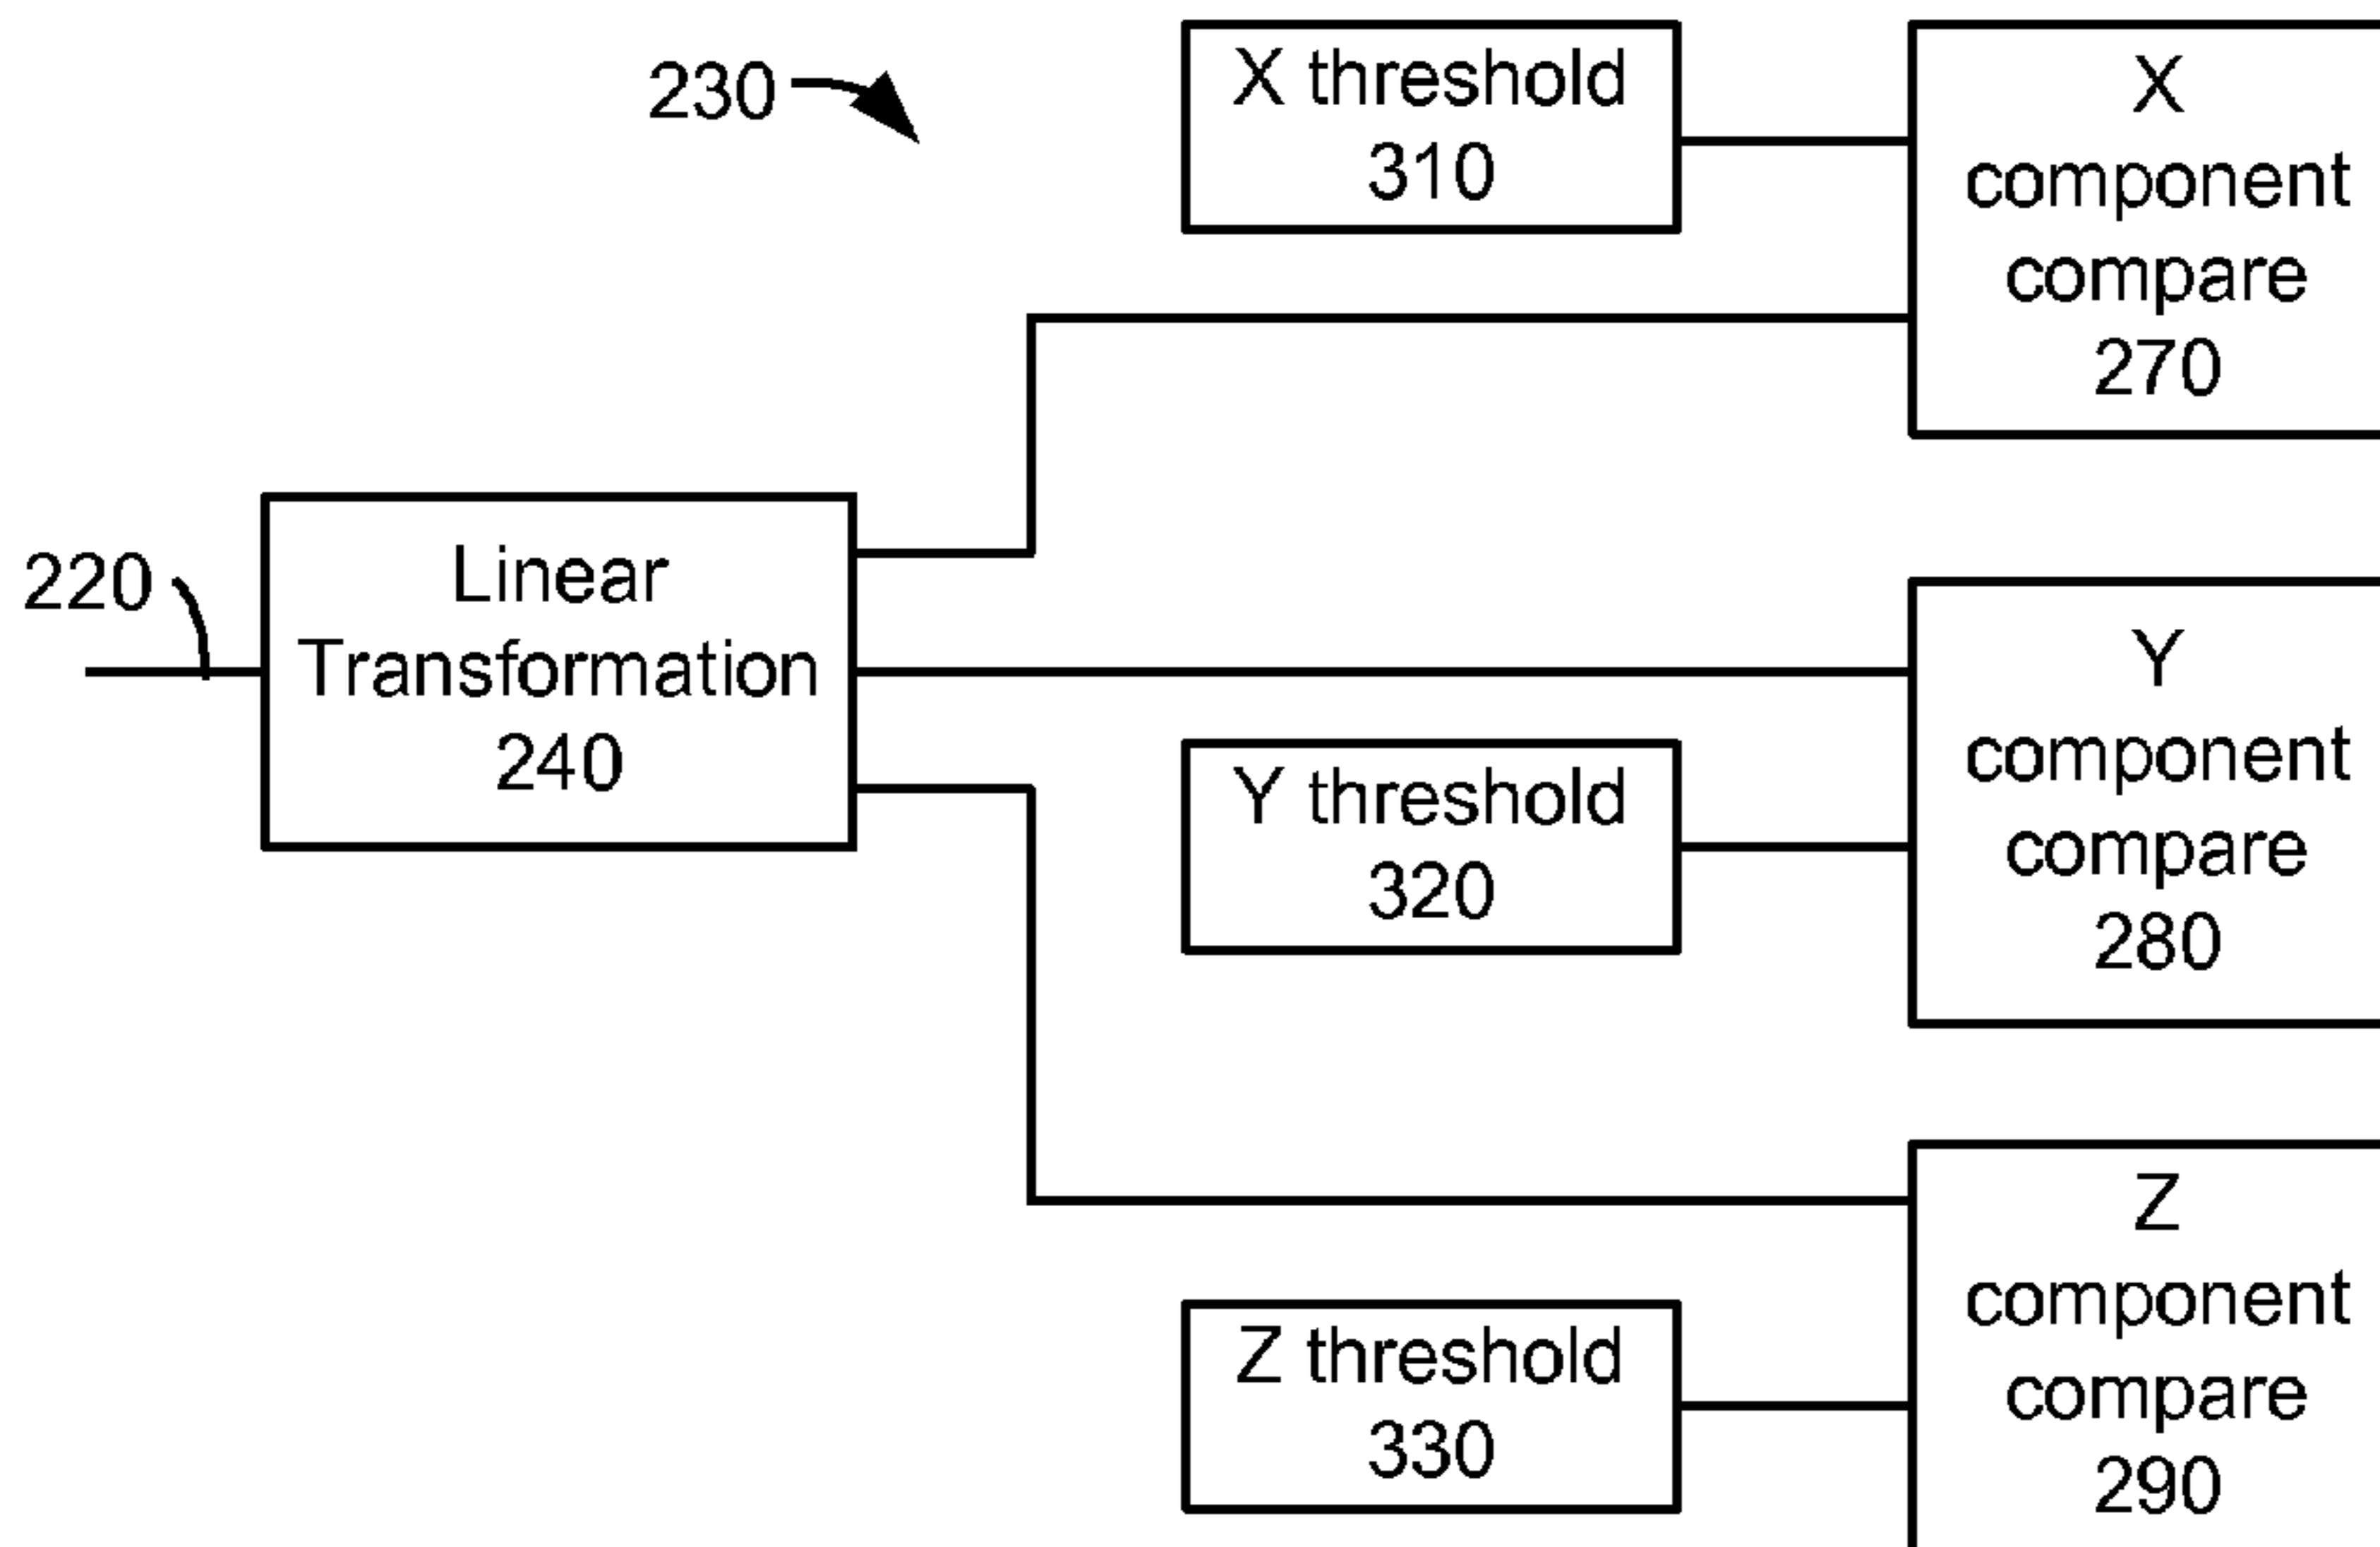 230
X threshold
310
X
component
compare
270
220
Linear
Transformation
240
Y threshold
320
Y
component
compare
280
Z threshold
330
Z
component
compare
290